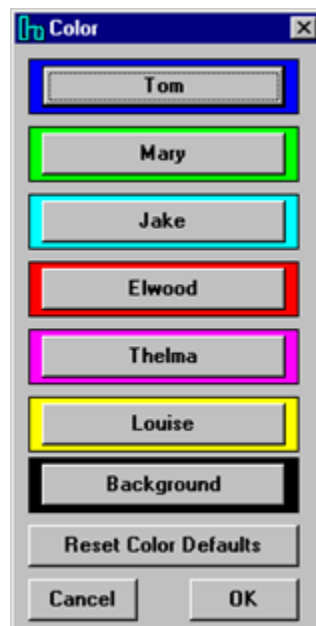 Color
Tom
Mary
Jake
Elwood
Thelma
Louise
Background
Reset Color Defaults
Cancel OK